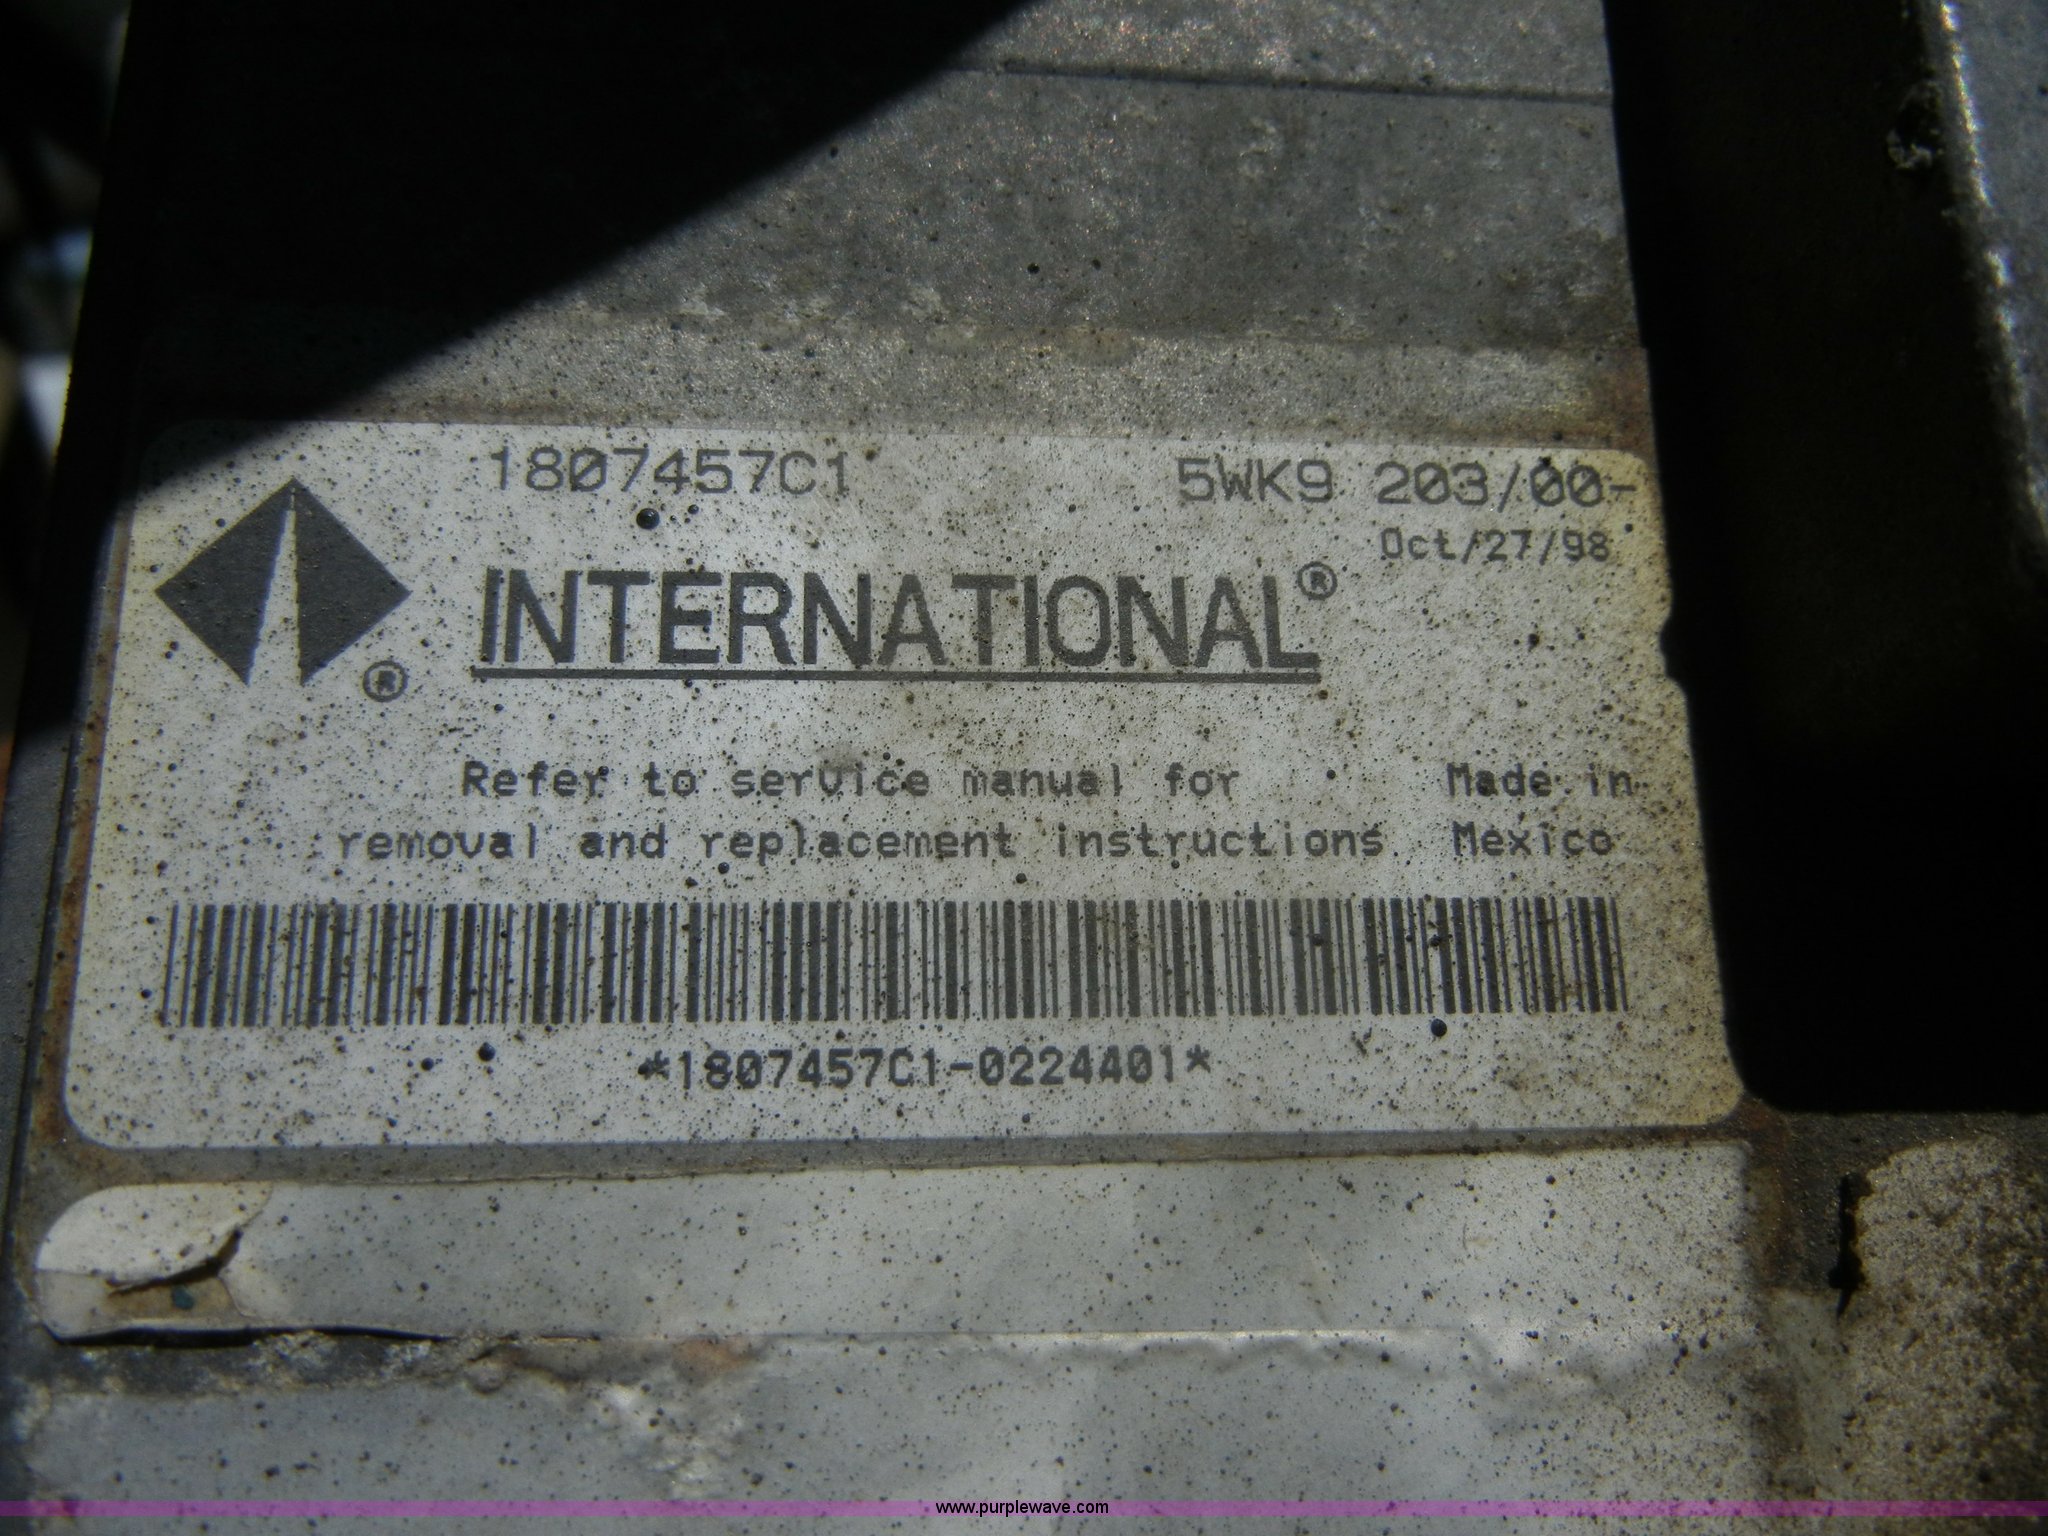 1807457C1 5WK9 203/00-
Oct/27/98
INTERNATIONAL®
®
Refer to service manual for Made in
removal and replacement instructions. Mexico
*1807457C1-0224401*
www.purplewave.com